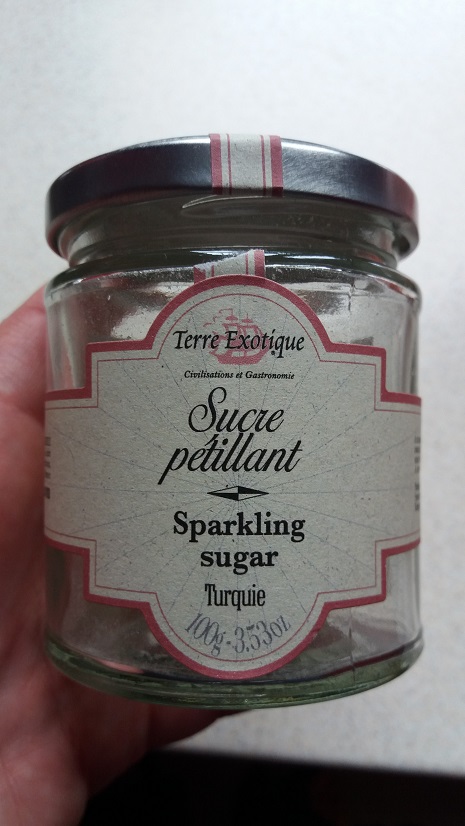 Terre Exotique
Civilisations et Gastronomie
Sucre
pétillant
Sparkling
sugar
Turquie
100g-3.53oz